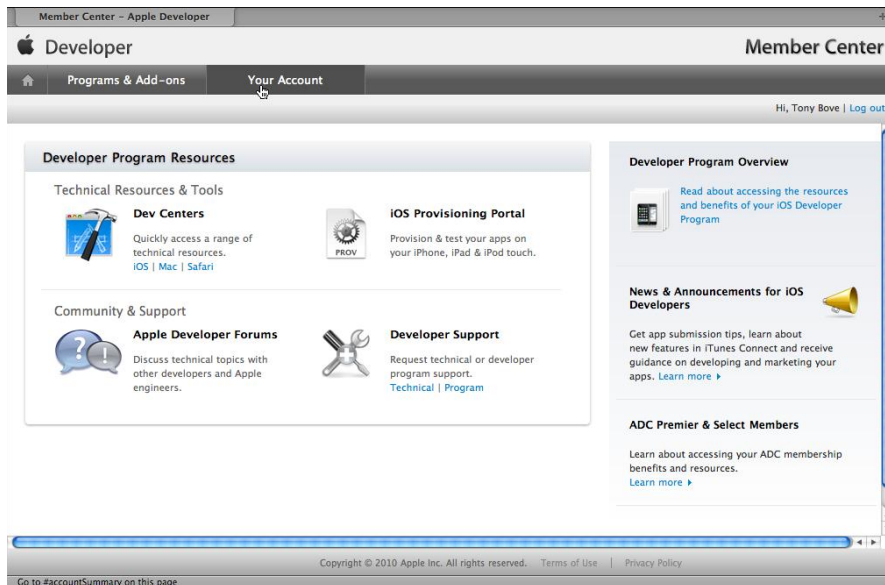 Member Center – Apple Developer
Developer
Member Center
Programs & Add-ons
Your Account
Hi, Tony Bove | Log out
Developer Program Resources
Technical Resources & Tools
Dev Centers
Quickly access a range of
technical resources.
iOS | Mac | Safari
PROV
iOS Provisioning Portal
Provision & test your apps on
your iPhone, iPad & iPod touch.
Community & Support
Apple Developer Forums
Discuss technical topics with
other developers and Apple
engineers.
Developer Support
Request technical or developer
program support.
Technical | Program
Developer Program Overview
Read about accessing the resources
and benefits of your iOS Developer
Program
News & Announcements for iOS
Developers
Get app submission tips, learn about
new features in iTunes Connect and receive
guidance on developing and marketing your
apps. Learn more
ADC Premier & Select Members
Learn about accessing your ADC membership
benefits and resources.
Learn more
Copyright © 2010 Apple Inc. All rights reserved. Terms of Use | Privacy Policy
Go to #accountSummary on this page